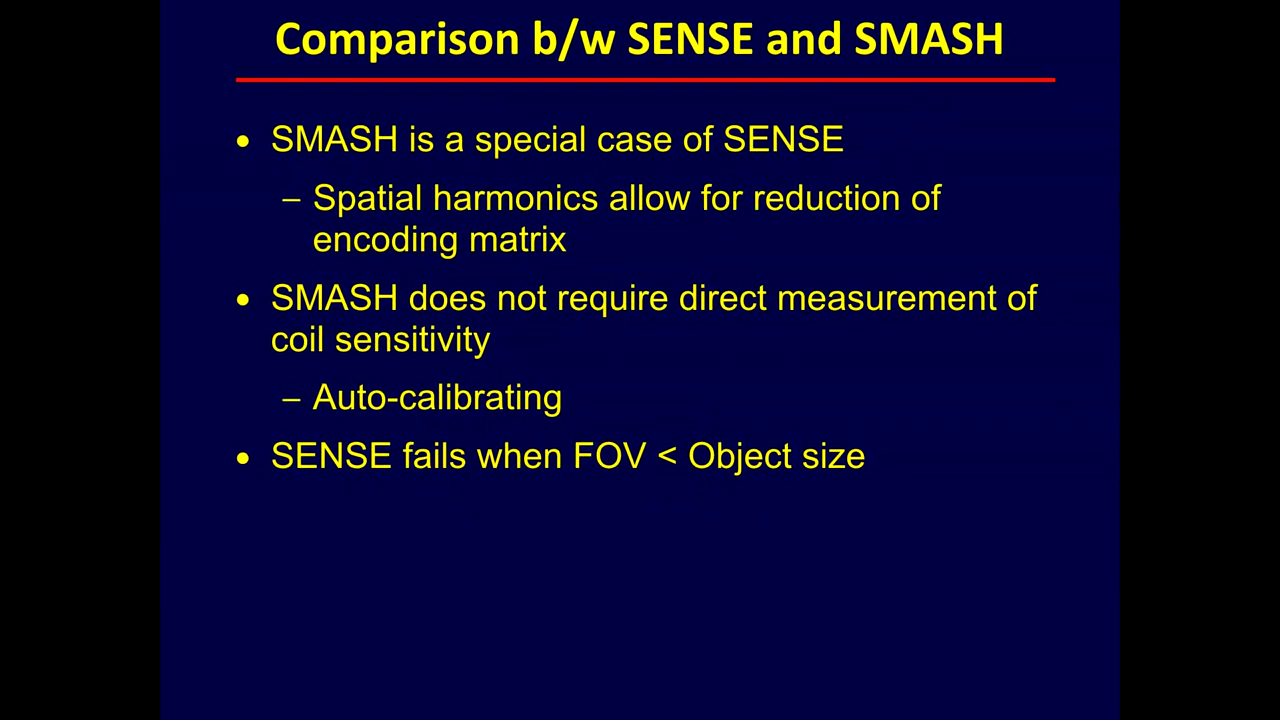 Comparison b/w SENSE and SMASH
• SMASH is a special case of SENSE
– Spatial harmonics allow for reduction of
encoding matrix
• SMASH does not require direct measurement of
coil sensitivity
– Auto-calibrating
• SENSE fails when FOV < Object size